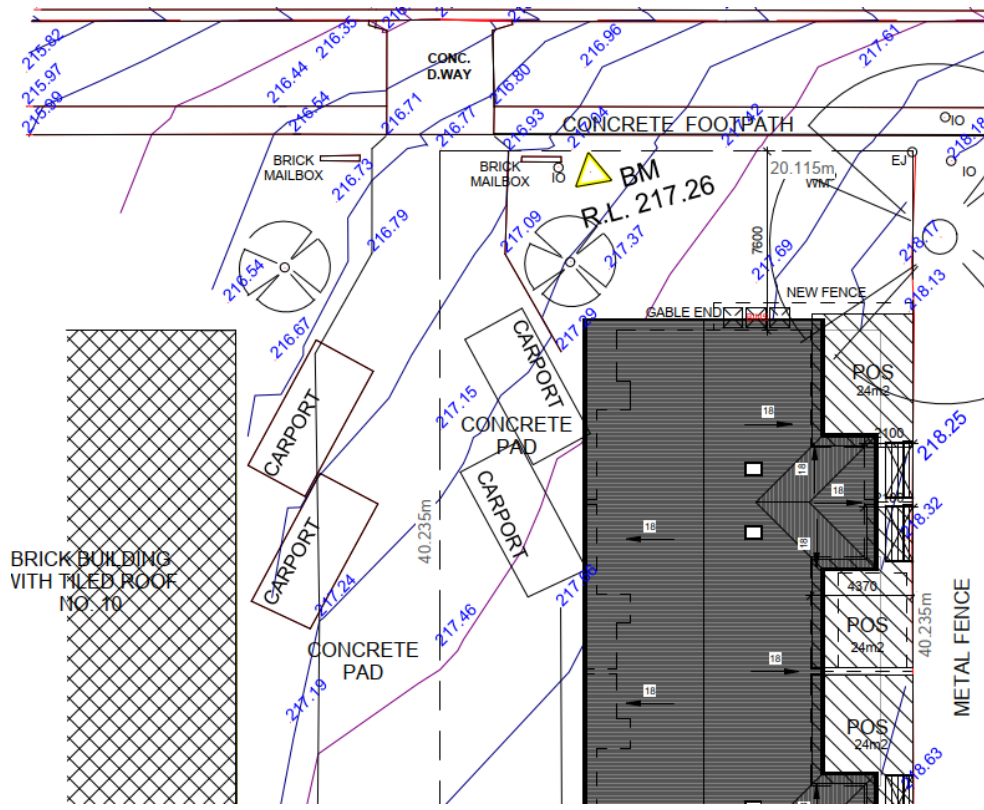 215.82
215.97
215.99
216.35
216.44
216.54
CONC.
D.WAY
216.71
216.77
216.80
216.93
216.96
217.04
217.61
217.42
218.18
CONCRETE FOOTPATH
IO
IO
EJ
BRICK
MAILBOX
216.73
BRICK
MAILBOX
IO
BM
R.L. 217.26
20.115m
WM
7600
216.79
217.09
217.37
217.69
218.17
216.54
218.13
NEW FENCE
GABLE END
216.67
217.29
CARPORT
CARPORT
217.15
CONCRETE
PAD
POS
24m2
2100
218.25
18
18
18
CARPORT
CARPORT
40.235m
218.32
18
18
BRICK BUILDING
WITH TILED ROOF
NO. 10
217.24
217.46
4370
POS
24m2
40.235m
METAL FENCE
CONCRETE
PAD
18
18
217.19
POS
24m2
218.63